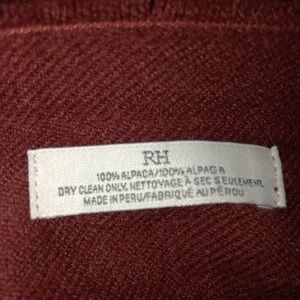 RH
100% ALPACA/100% ALPAGA
DRY CLEAN ONLY. NETTOYAGE À SEC SEULEMENT.
MADE IN PERU/FABRIQUÉ AU PÉROU